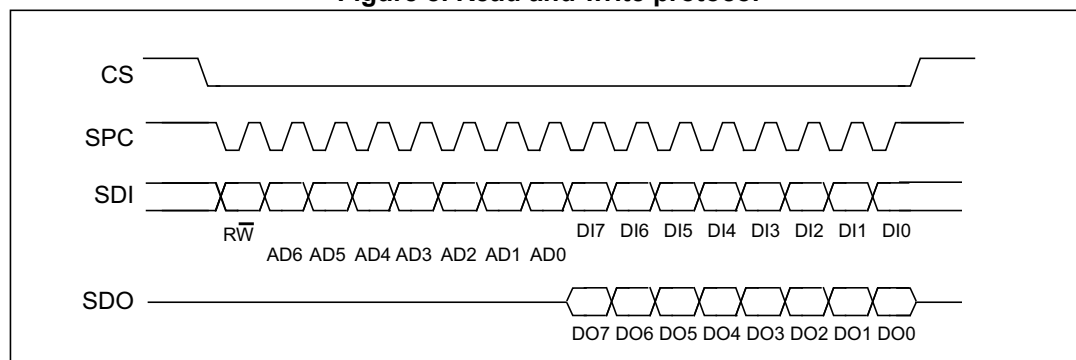 Figure 6. Read and write protocol
CS
SPC
SDI
RW̅
DI7 DI6 DI5 DI4 DI3 DI2 DI1 DI0
AD6 AD5 AD4 AD3 AD2 AD1 AD0
SDO
DO7 DO6 DO5 DO4 DO3 DO2 DO1 DO0